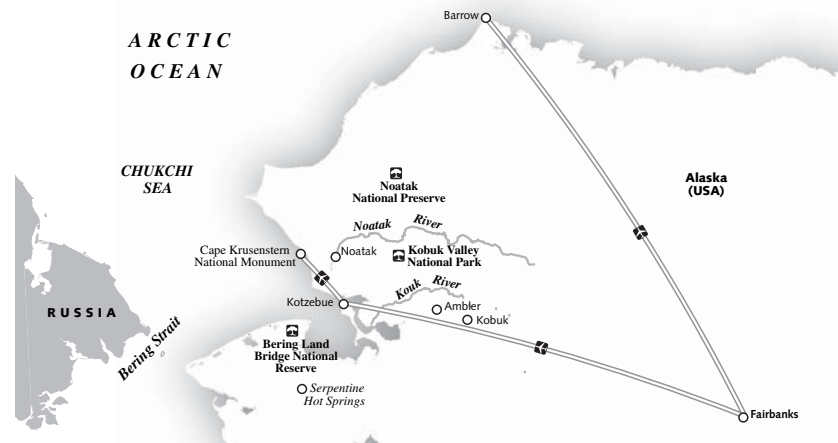 Barrow
ARCTIC
OCEAN
CHUKCHI
SEA
Noatak
National Preserve
Alaska
(USA)
Noatak River
Cape Krusenstern
National Monument
Noatak
Kobuk Valley
National Park
Kouk River
Kotzebue
Ambler
Kobuk
RUSSIA
Bering Strait
Bering Land
Bridge National
Reserve
Serpentine
Hot Springs
Fairbanks